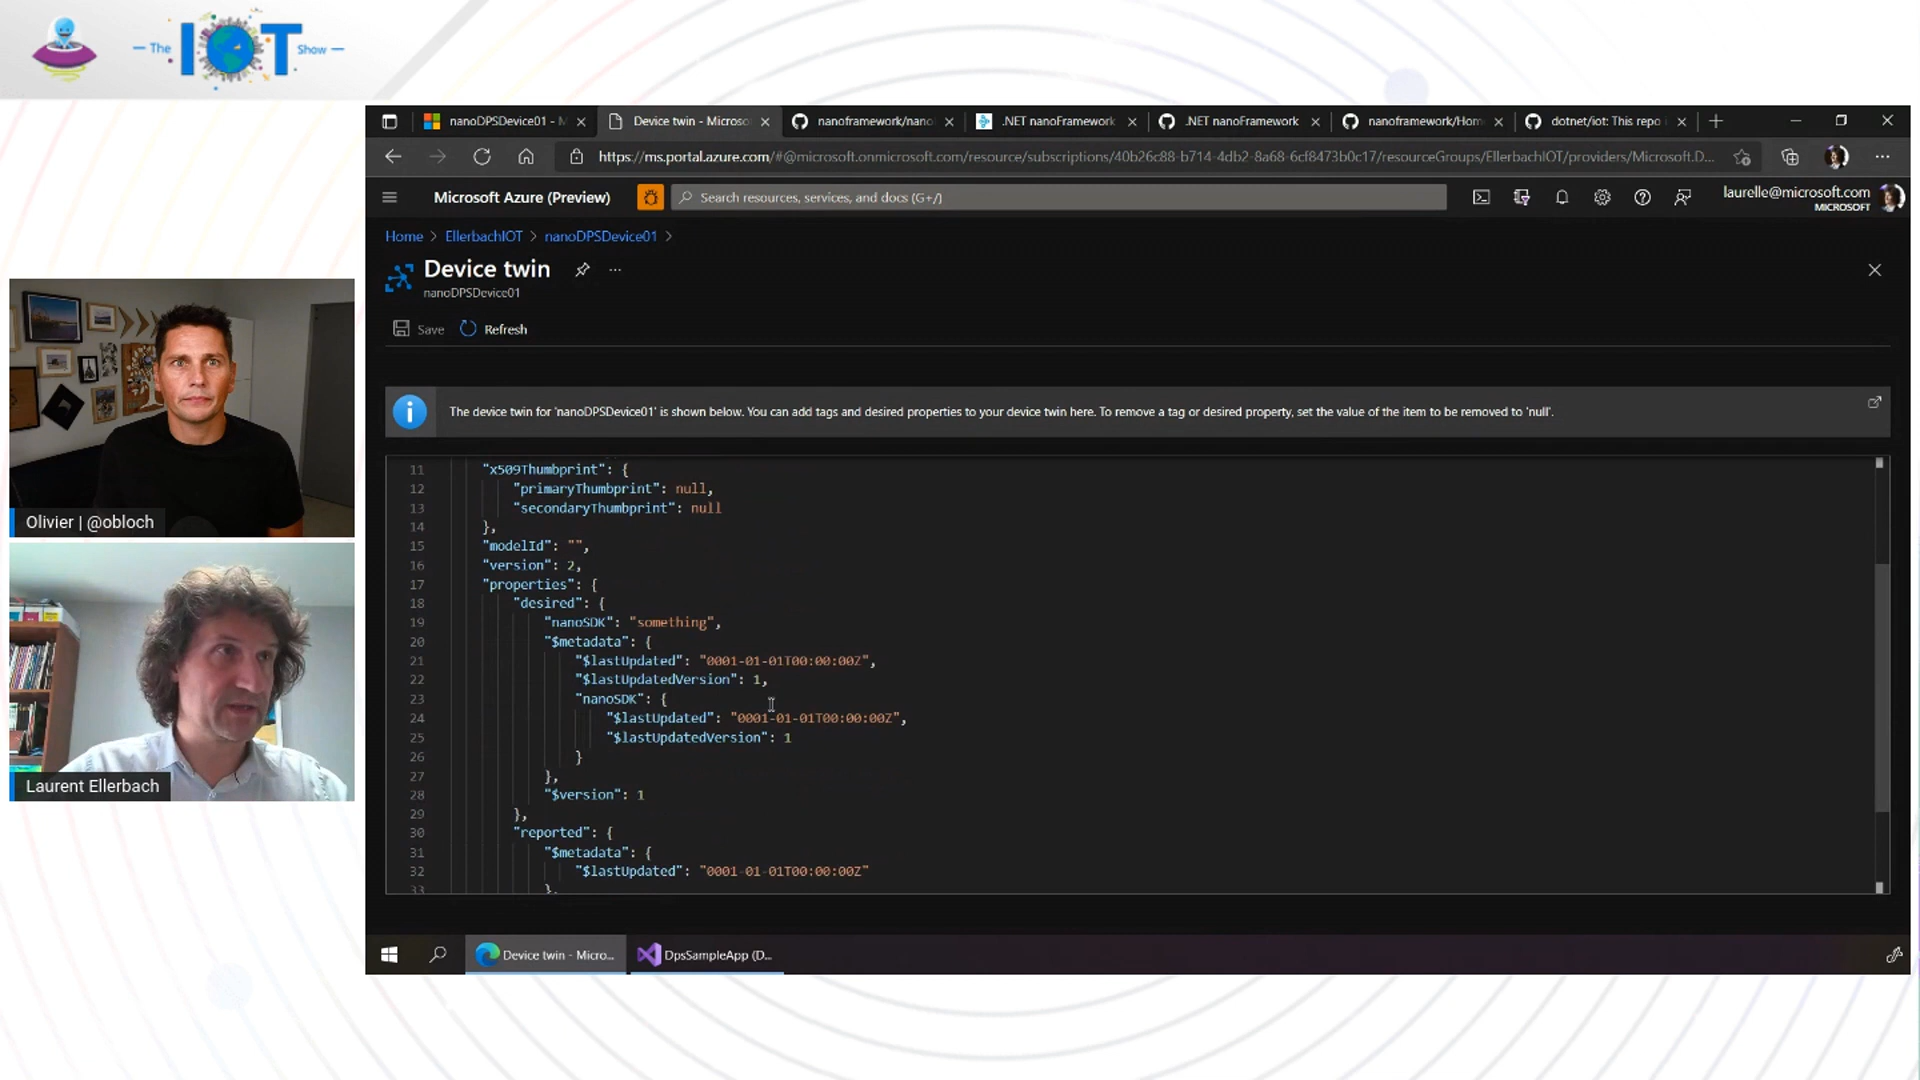 The IOT Show
nanoDPSDevice01 - M
Device twin - Microso
nanoframework/nano
.NET nanoFramework
.NET nanoFramework
nanoframework/Hom
dotnet/iot: This repo i
https://ms.portal.azure.com/#@microsoft.onmicrosoft.com/resource/subscriptions/40b26c88-b714-4db2-8a68-6cf8473b0c17/resourceGroups/EllerbachIOT/providers/Microsoft.D...
Microsoft Azure (Preview)
Search resources, services, and docs (G+/)
laurelle@microsoft.com
MICROSOFT
Home > EllerbachIOT > nanoDPSDevice01 >
Device twin
nanoDPSDevice01
Save
Refresh
The device twin for 'nanoDPSDevice01' is shown below. You can add tags and desired properties to your device twin here. To remove a tag or desired property, set the value of the item to be removed to 'null'.
11 "x509Thumbprint": {
12 "primaryThumbprint": null,
13 "secondaryThumbprint": null
14 },
15 "modelId": "",
16 "version": 2,
17 "properties": {
18 "desired": {
19 "nanoSDK": "something",
20 "$metadata": {
21 "$lastUpdated": "0001-01-01T00:00:00Z",
22 "$lastUpdatedVersion": 1,
23 "nanoSDK": {
24 "$lastUpdated": "0001-01-01T00:00:00Z",
25 "$lastUpdatedVersion": 1
26 }
27 },
28 "$version": 1
29 },
30 "reported": {
31 "$metadata": {
32 "$lastUpdated": "0001-01-01T00:00:00Z"
33 },
Olivier | @obloch
Laurent Ellerbach
Device twin - Micro...
DpsSampleApp (D...